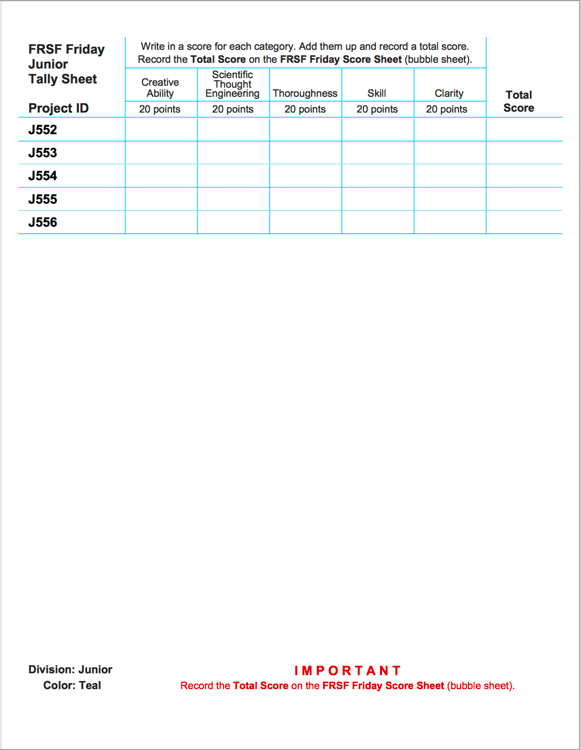 FRSF Friday
Junior
Tally Sheet
Project ID
Write in a score for each category. Add them up and record a total score.
Record the Total Score on the FRSF Friday Score Sheet (bubble sheet).
Creative
Ability
20 points
Scientific
Thought
Engineering
20 points
Thoroughness
20 points
Skill
20 points
Clarity
20 points
Total
Score
J552
J553
J554
J555
J556
Division: Junior
Color: Teal
IMPORTANT
Record the Total Score on the FRSF Friday Score Sheet (bubble sheet).